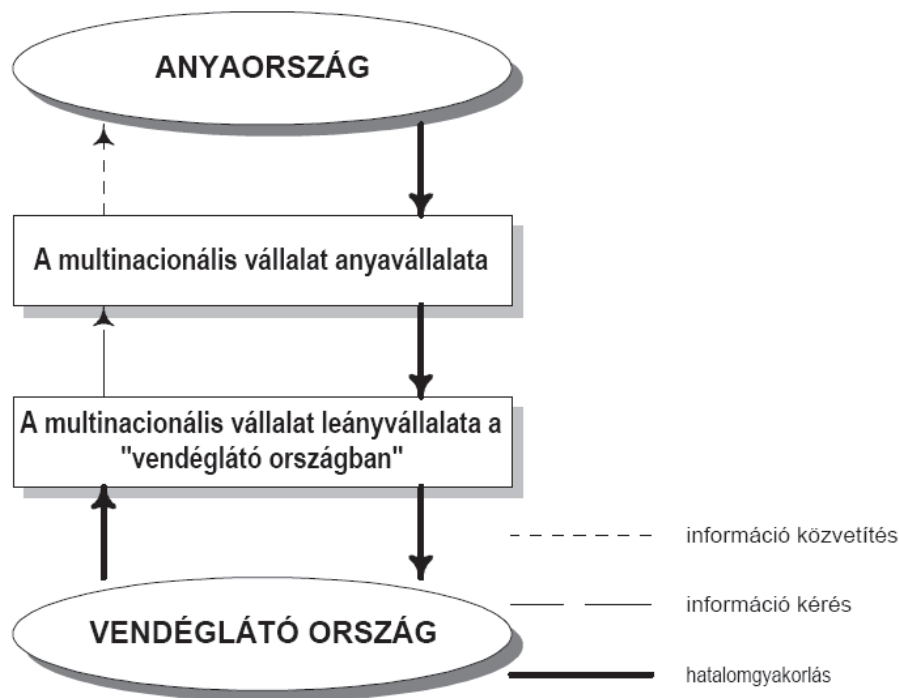 ANYAORSZÁG
A multinacionális vállalat anyavállalata
A multinacionális vállalat leányvállalata a
"vendéglátó országban"
információ közvetítés
információ kérés
VENDÉGLÁTÓ ORSZÁG
hatalomgyakorlás